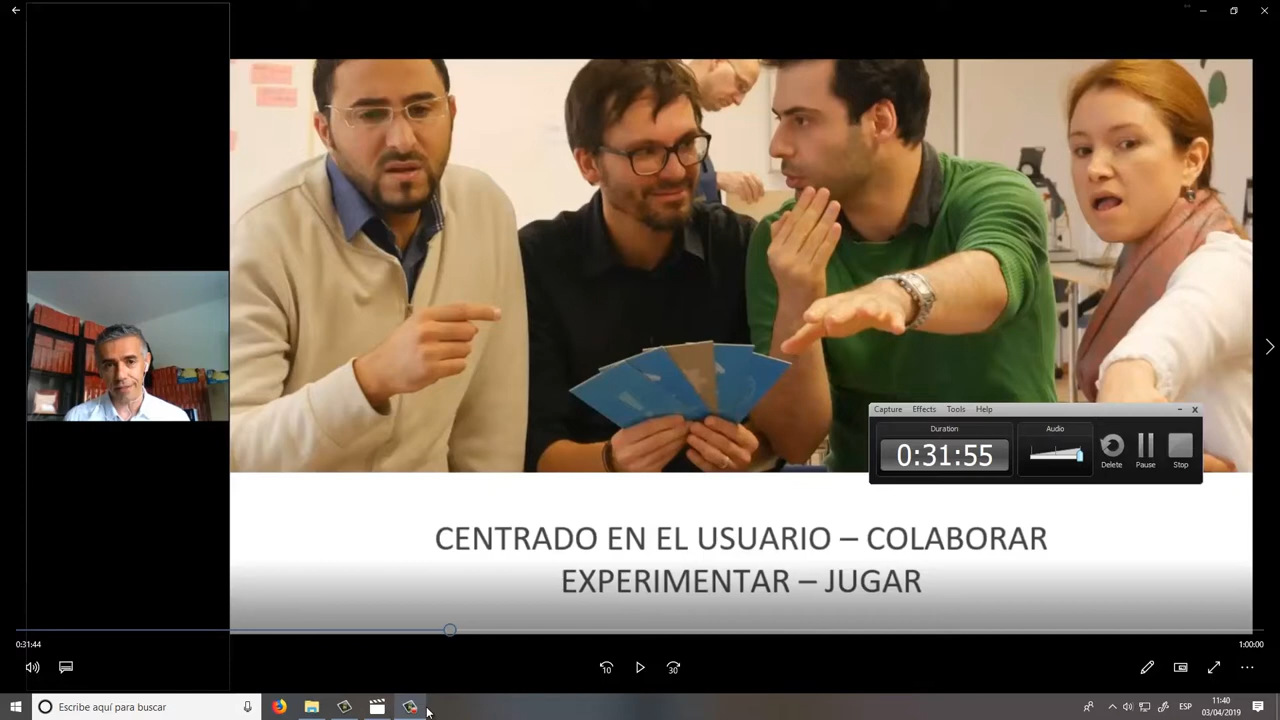 Capture Effects Tools Help
Duration
Audio
0:31:55
Delete
Pause
Stop
CENTRADO EN EL USUARIO – COLABORAR
EXPERIMENTAR – JUGAR
0:31:44
1:00:00
10
30
Escribe aquí para buscar
ESP
11:40
03/04/2019